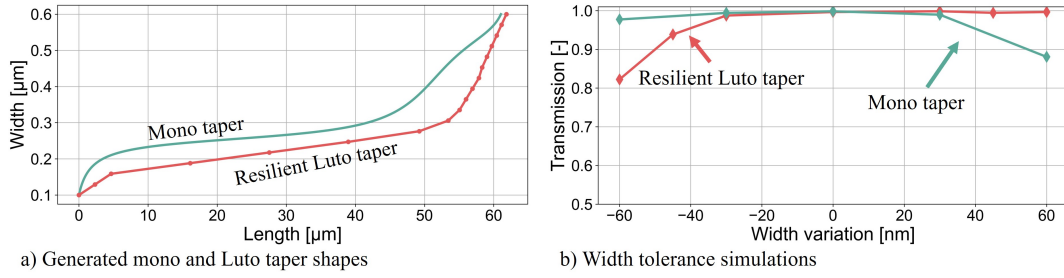 0.6
0.5
0.4
0.3
0.2
0.1
Width [µm]
Mono taper
Resilient Luto taper
0 10 20 30 40 50 60
Length [µm]
a) Generated mono and Luto taper shapes
1.0
0.9
0.8
0.7
0.6
0.5
Transmission [-]
Resilient Luto taper
Mono taper
−60 −40 −20 0 20 40 60
Width variation [nm]
b) Width tolerance simulations